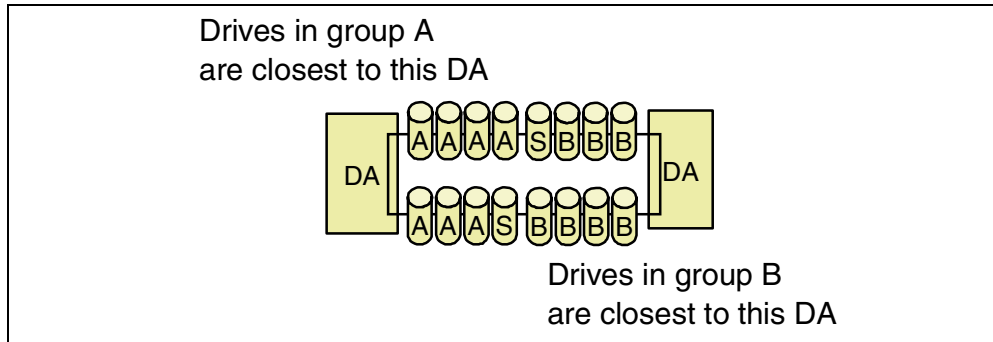 Drives in group A
are closest to this DA
A A A A S B B B
DA DA
A A A S B B B B
Drives in group B
are closest to this DA